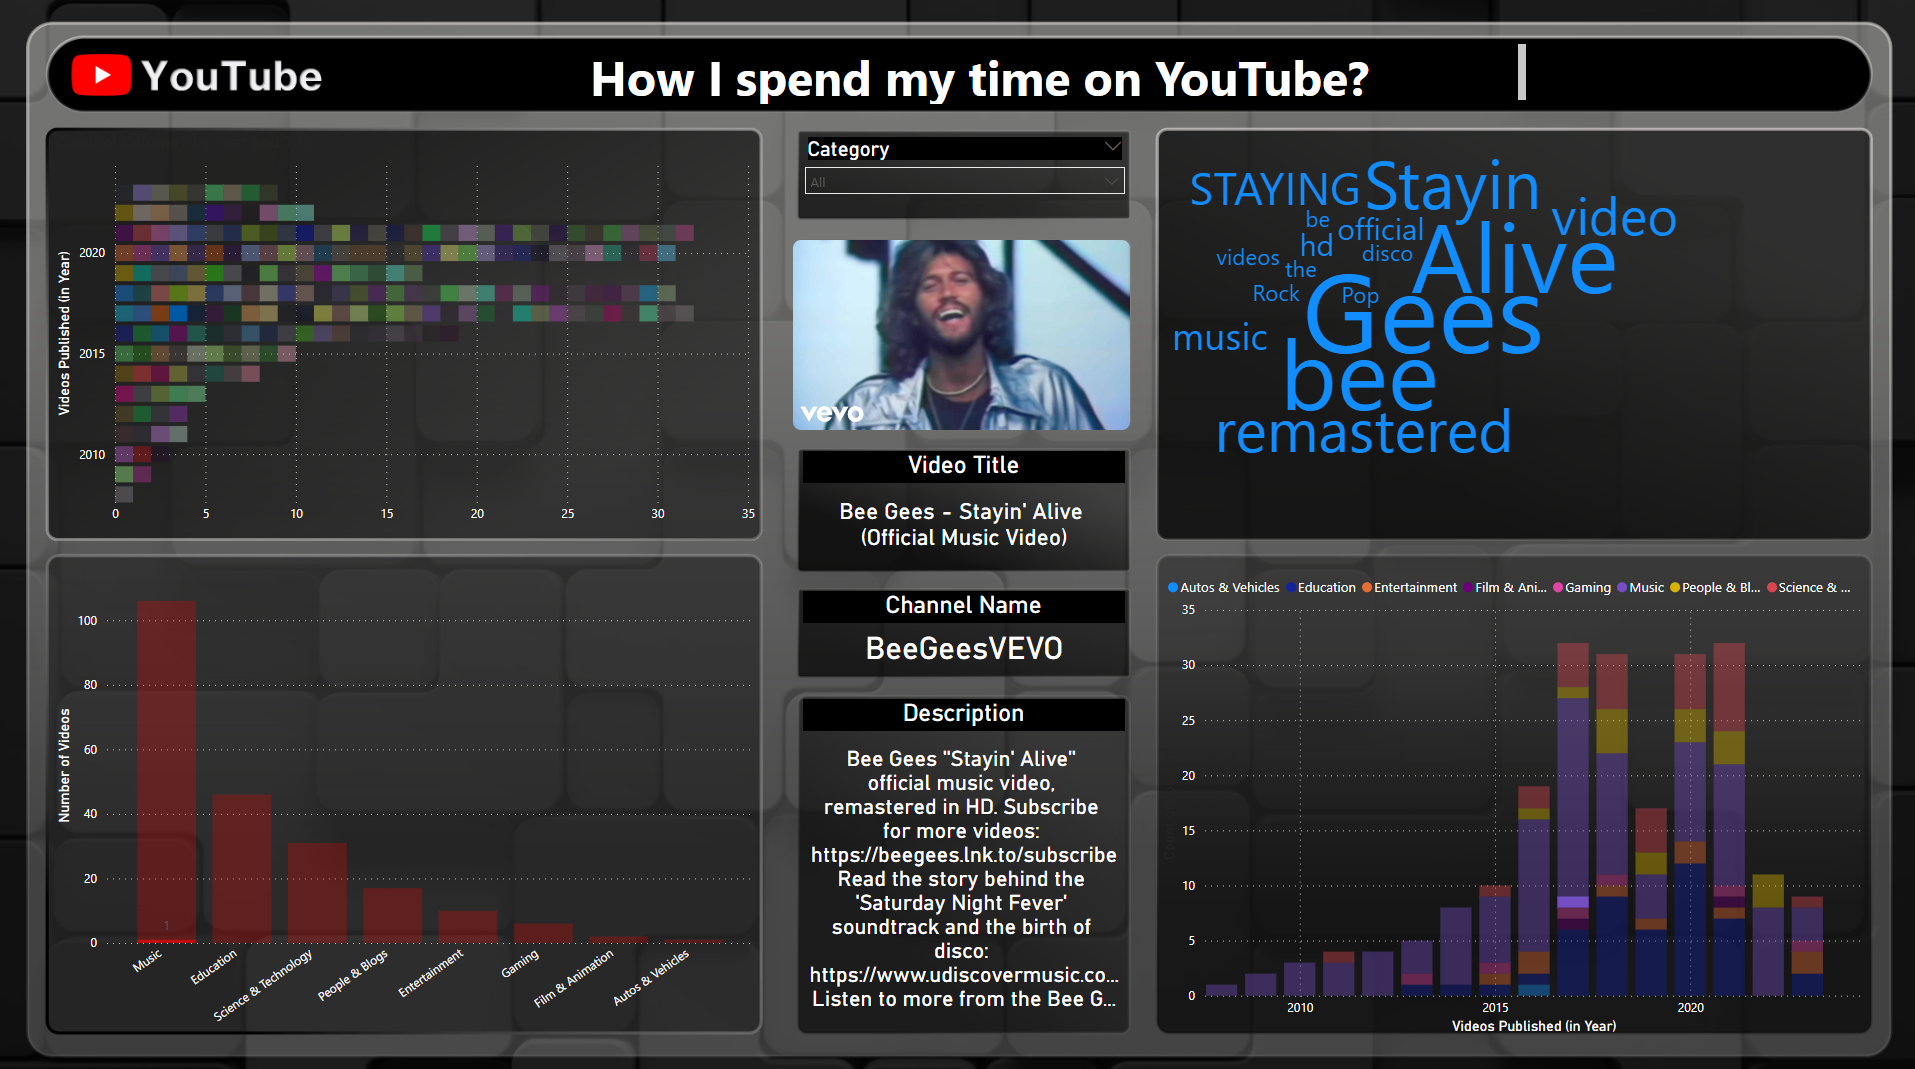 YouTube
How I spend my time on YouTube?
Videos Published (in Year)
2020
2015
2010
0 5 10 15 20 25 30 35
Category
All
vevo
Video Title
Bee Gees - Stayin' Alive
(Official Music Video)
Channel Name
BeeGeesVEVO
Description
Bee Gees "Stayin' Alive"
official music video,
remastered in HD. Subscribe
for more videos:
https://beegees.lnk.to/subscribe
Read the story behind the
'Saturday Night Fever'
soundtrack and the birth of
disco:
https://www.udiscovermusic.co...
Listen to more from the Bee G...
STAYING Stayin
be official video
hd disco Alive
videos the
Rock Pop Gees
music
bee
remastered
Number of Videos
100
80
60
40
20
0
1
Music Education Science & Technology People & Blogs Entertainment Gaming Film & Animation Autos & Vehicles
Autos & Vehicles Education Entertainment Film & Ani... Gaming Music People & Bl... Science & ...
35
30
25
20
15
10
5
0
2010 2015 2020
Videos Published (in Year)